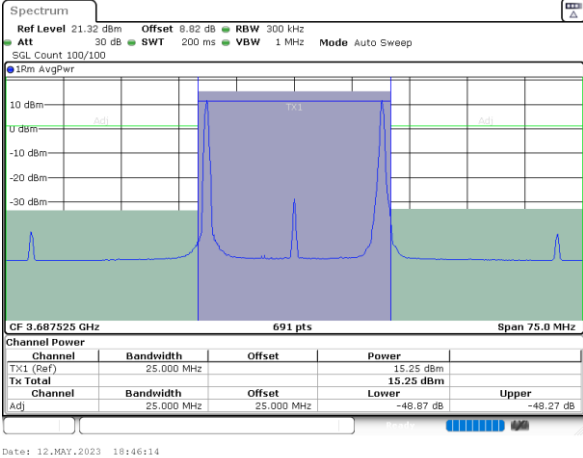 Spectrum
Ref Level 21.32 dBm Offset 8.82 dB RBW 300 kHz
Att 30 dB SWT 200 ms VBW 1 MHz Mode Auto Sweep
SGL Count 100/100
1Rm AvgPwr
10 dBm
TX1
Adj Adj
0 dBm
-10 dBm
-20 dBm
-30 dBm
CF 3.687525 GHz 691 pts Span 75.0 MHz
Channel Power
Channel Bandwidth Offset Power
TX1 (Ref) 25.000 MHz 15.25 dBm
Tx Total 15.25 dBm
Channel Bandwidth Offset Lower Upper
Adj 25.000 MHz 25.000 MHz -48.87 dB -48.27 dB
Date: 12.MAY.2023 18:46:14